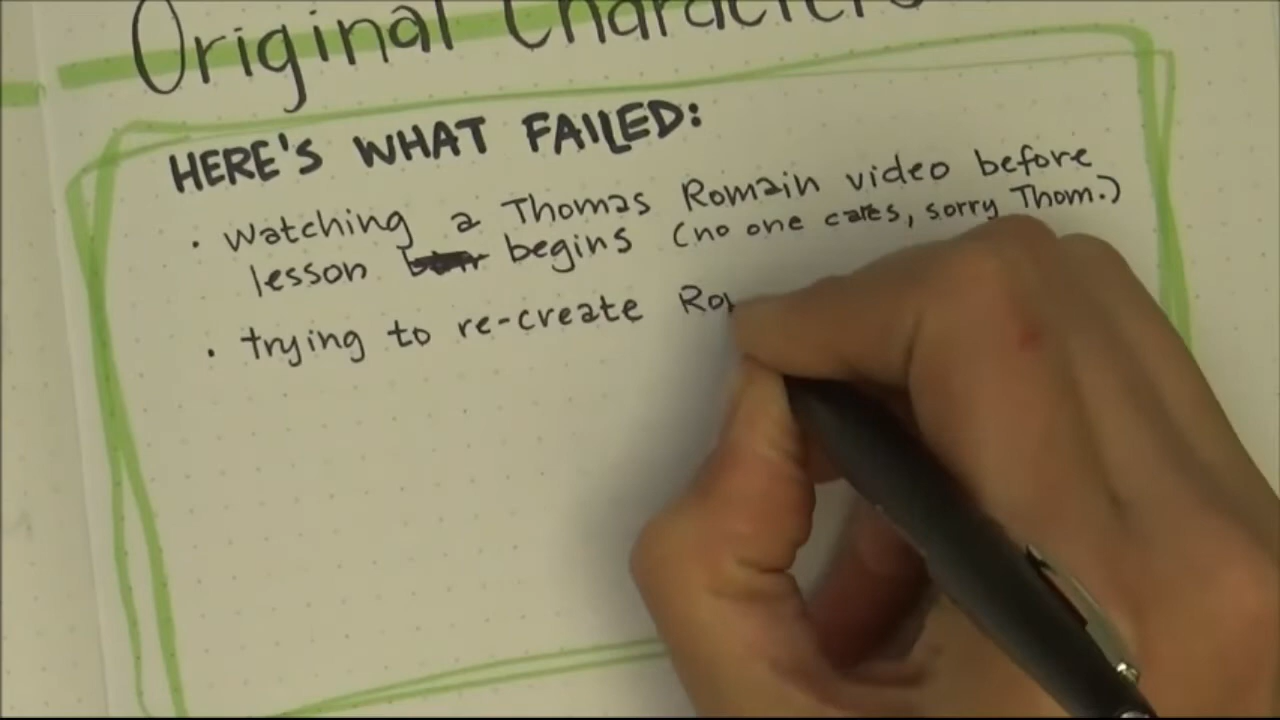 Original Characters
HERE'S WHAT FAILED:
• watching a Thomas Romain video before
lesson begins (no one cares, sorry Thom.)
• trying to re-create